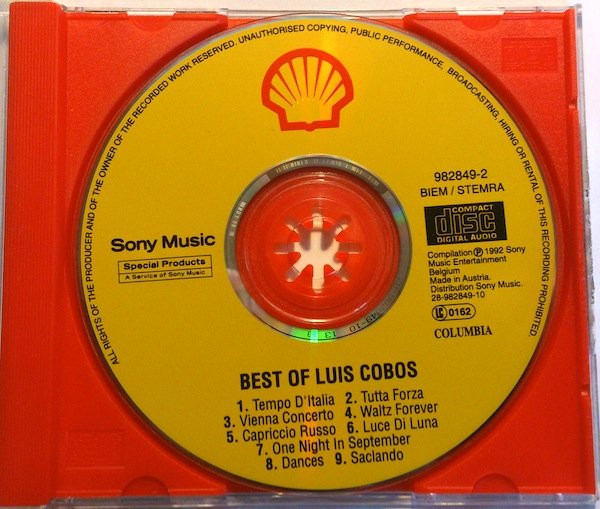 ALL RIGHTS OF THE PRODUCER AND OF THE OWNER OF THE RECORDED WORK RESERVED. UNAUTHORISED COPYING, PUBLIC PERFORMANCE, BROADCASTING, HIRING OR RENTAL OF THIS RECORDING PROHIBITED.
982849-2
BIEM / STEMRA
COMPACT
disc
DIGITAL AUDIO
Sony Music
Special Products
A Service of Sony Music
Compilation Ⓟ 1992 Sony
Music Entertainment
Belgium
Made in Austria.
Distribution Sony Music.
28-982849-10
LC 0162
COLUMBIA
BEST OF LUIS COBOS
1. Tempo D'Italia 2. Tutta Forza
3. Vienna Concerto 4. Waltz Forever
5. Capriccio Russo 6. Luce Di Luna
7. One Night In September
8. Dances 9. Saclando